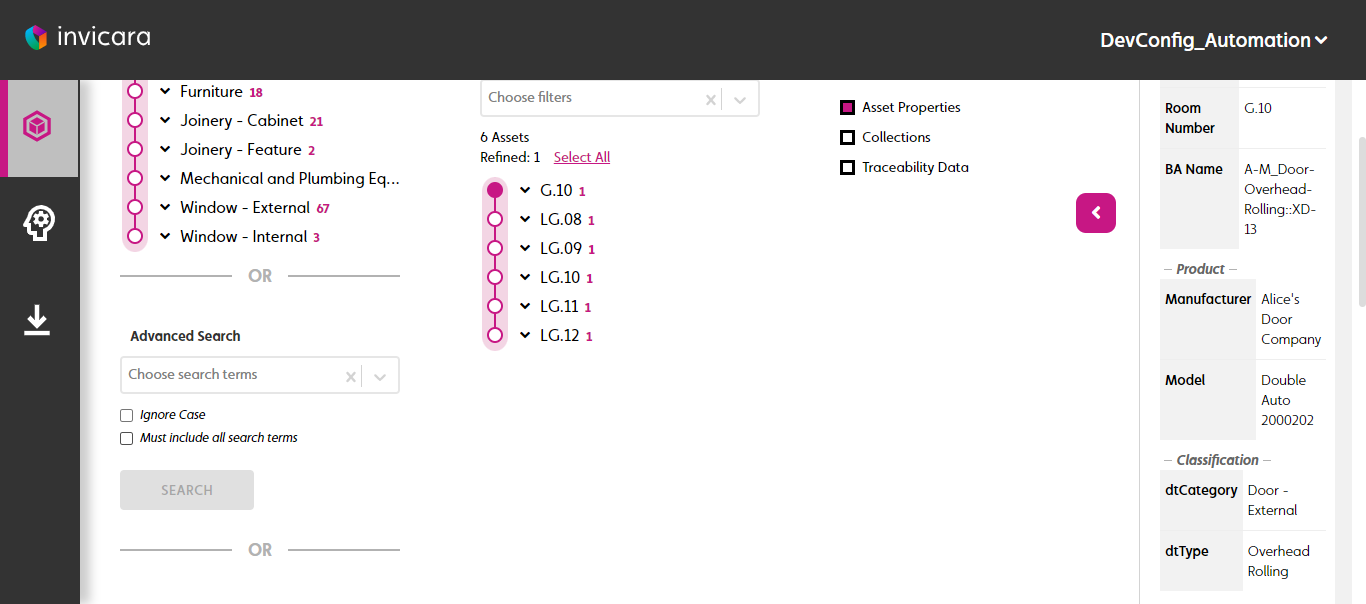 invicara
DevConfig_Automation
Furniture 18
Joinery - Cabinet 21
Joinery - Feature 2
Mechanical and Plumbing Eq...
Window - External 67
Window - Internal 3
OR
Advanced Search
Choose search terms
Ignore Case
Must include all search terms
SEARCH
OR
Choose filters
6 Assets
Refined: 1 Select All
G.10 1
LG.08 1
LG.09 1
LG.10 1
LG.11 1
LG.12 1
Asset Properties
Collections
Traceability Data
Room
Number
G.10
BA Name
A-M_Door-
Overhead-
Rolling::XD-
13
– Product –
Manufacturer
Alice's
Door
Company
Model
Double
Auto
2000202
– Classification –
dtCategory
Door -
External
dtType
Overhead
Rolling